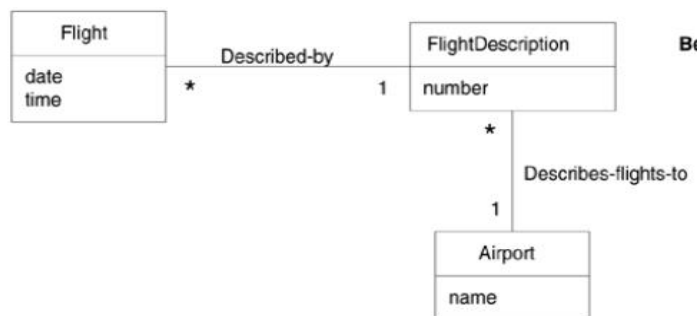 Flight
date
time
Described-by
*
1
FlightDescription
number
*
Describes-flights-to
1
Airport
name